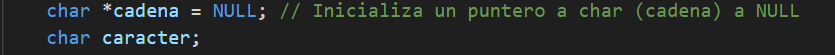 char *cadena = NULL; // Inicializa un puntero a char (cadena) a NULL
char caracter;